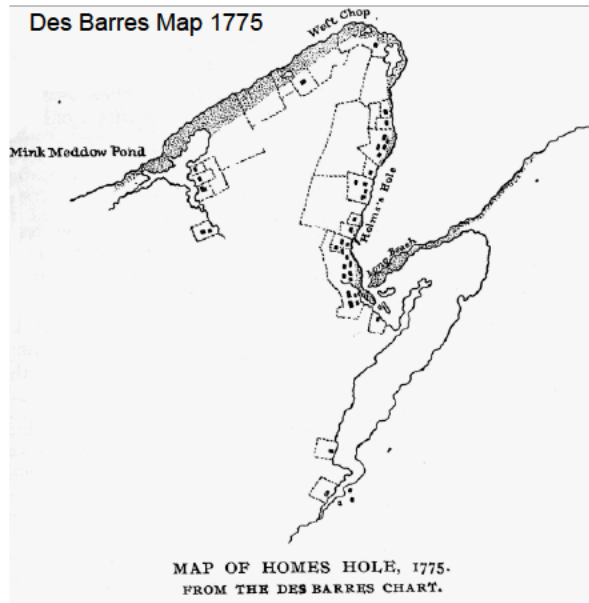 Des Barres Map 1775
West Chop
Mink Meddow Pond
Holms's Hole
Long Beach
MAP OF HOMES HOLE, 1775.
FROM THE DES BARRES CHART.